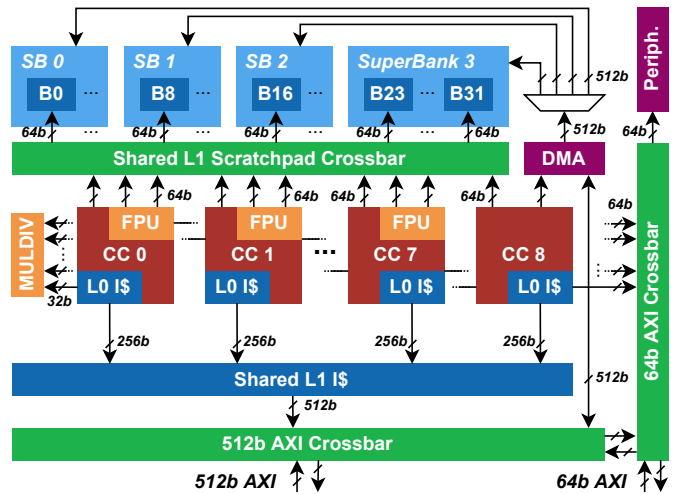 SB 0 SB 1 SB 2 SuperBank 3
B0 ··· B8 ··· B16 ··· B23 ··· B31
512b
Periph.
64b ··· 64b ··· 64b ··· 64b ··· 64b 512b 64b
Shared L1 Scratchpad Crossbar DMA
64b 64b 64b 64b
FPU FPU FPU
64b
MULDIV CC 0 CC 1 ··· CC 7 CC 8
L0 I$ L0 I$ L0 I$ L0 I$
32b
64b AXI Crossbar
256b 256b 256b 256b
Shared L1 I$ 512b
512b
512b AXI Crossbar
512b AXI 64b AXI